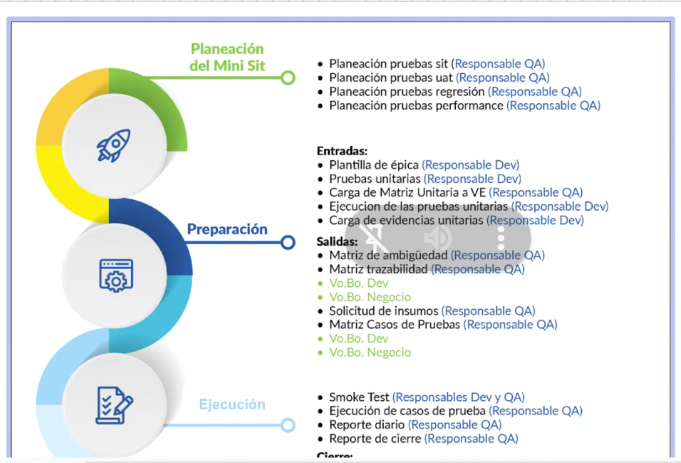 Planeación
del Mini Sit
• Planeación pruebas sit (Responsable QA)
• Planeación pruebas uat (Responsable QA)
• Planeación pruebas regresión (Responsable QA)
• Planeación pruebas performance (Responsable QA)
Preparación
Entradas:
• Plantilla de épica (Responsable Dev)
• Pruebas unitarias (Responsable Dev)
• Carga de Matriz Unitaria a VE (Responsable QA)
• Ejecucion de las pruebas unitarias (Responsable Dev)
• Carga de evidencias unitarias (Responsable Dev)
Salidas:
• Matriz de ambigüedad (Responsable QA)
• Matriz trazabilidad (Responsable QA)
• Vo.Bo. Dev
• Vo.Bo. Negocio
• Solicitud de insumos (Responsable QA)
• Matriz Casos de Pruebas (Responsable QA)
• Vo.Bo. Dev
• Vo.Bo. Negocio
Ejecución
• Smoke Test (Responsables Dev y QA)
• Ejecución de casos de prueba (Responsable QA)
• Reporte diario (Responsable QA)
• Reporte de cierre (Responsable QA)
Cierre: